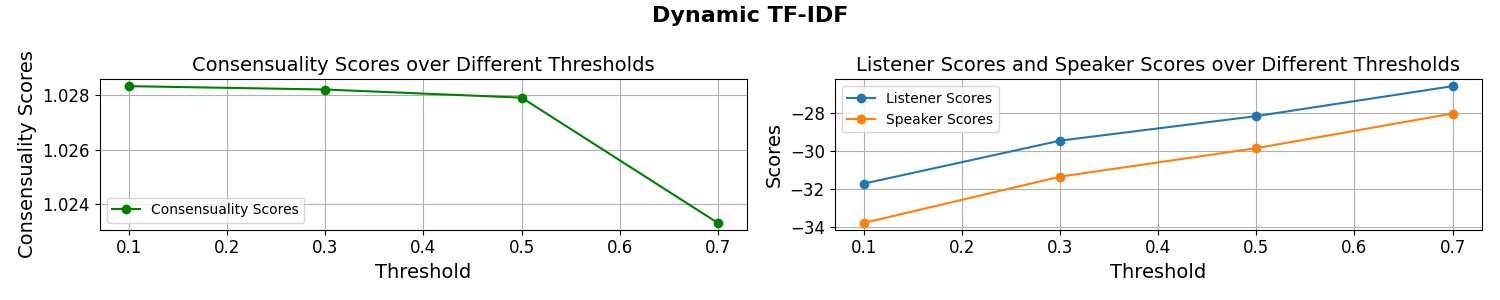 Dynamic TF-IDF
Consensuality Scores over Different Thresholds
Consensuality Scores
1.028
1.026
1.024
Consensuality Scores
0.1 0.2 0.3 0.4 0.5 0.6 0.7
Threshold
Listener Scores and Speaker Scores over Different Thresholds
Scores
Listener Scores
Speaker Scores
−28
−30
−32
−34
0.1 0.2 0.3 0.4 0.5 0.6 0.7
Threshold